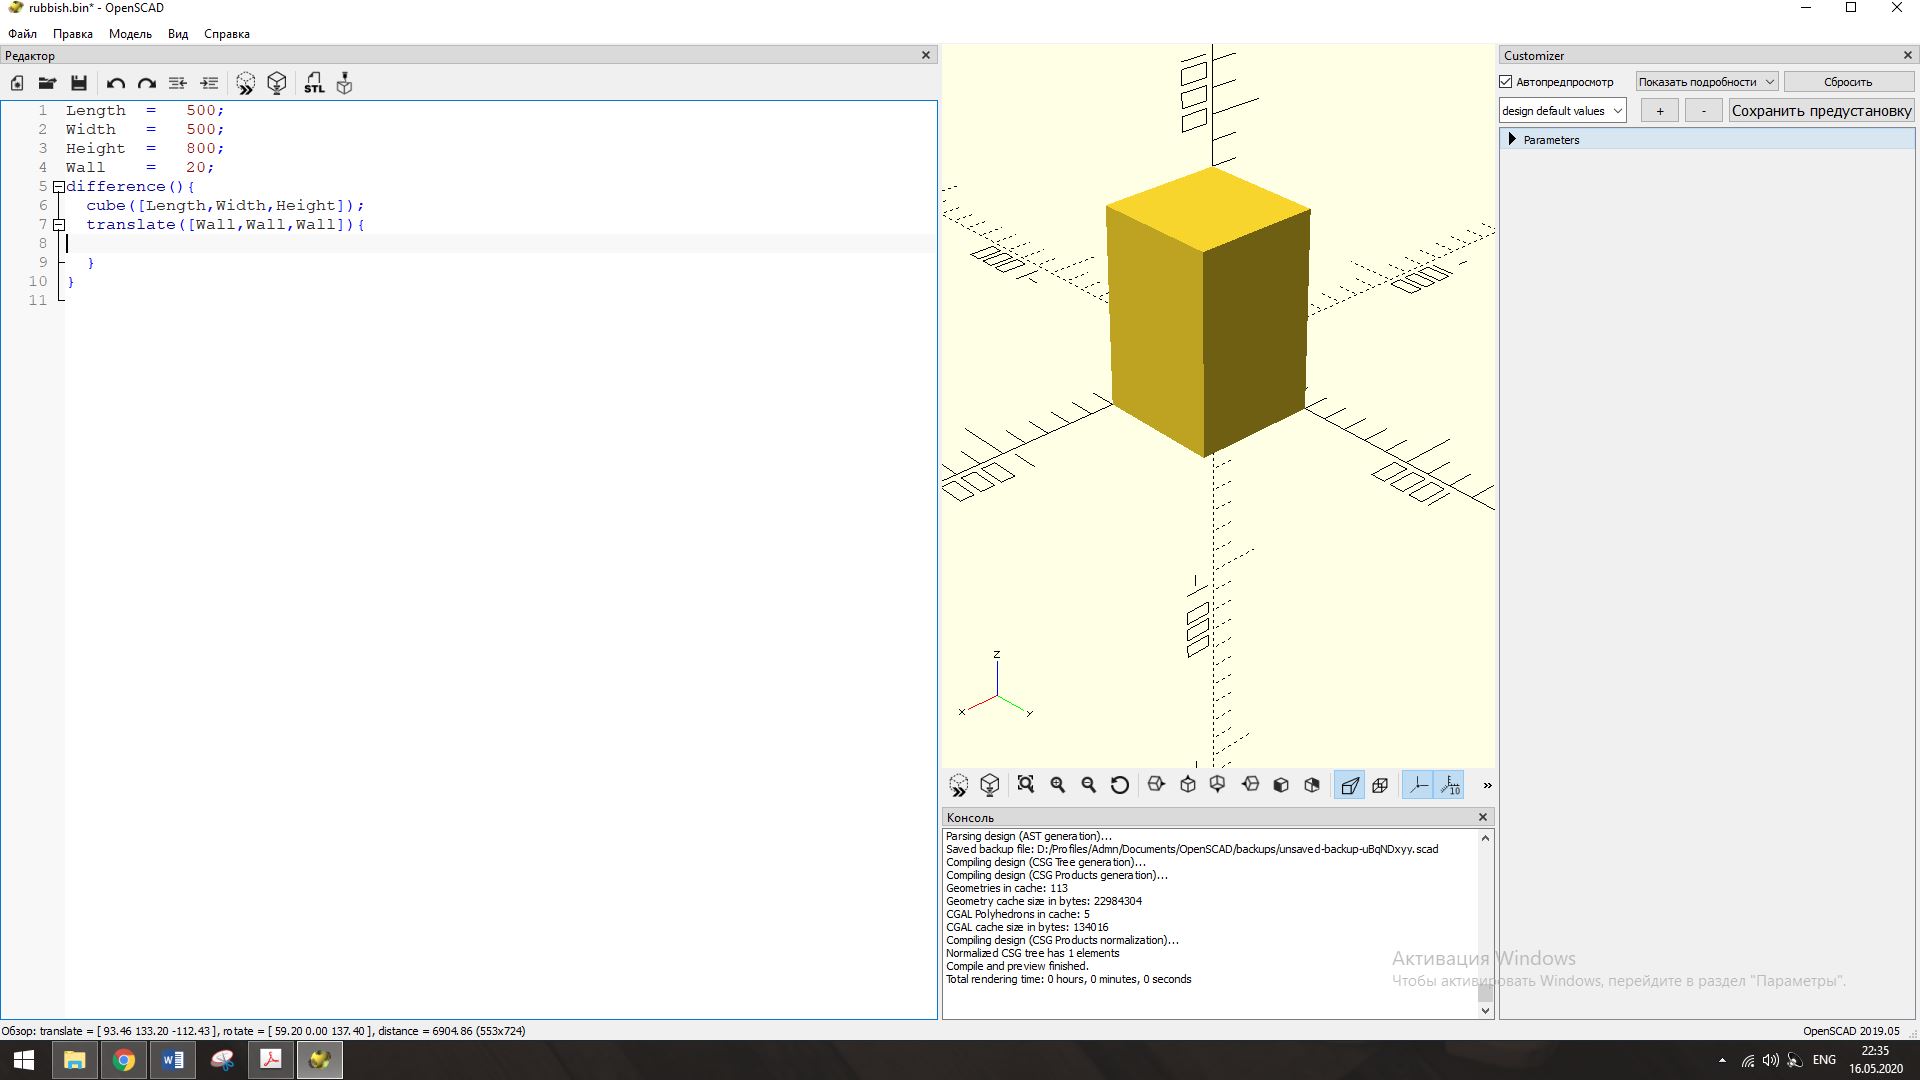 rubbish.bin* - OpenSCAD
Файл Правка Модель Вид Справка
Редактор
STL
1 Length = 500;
2 Width = 500;
3 Height = 800;
4 Wall = 20;
5 difference(){
6 cube([Length,Width,Height]);
7 translate([Wall,Wall,Wall]){
8
9 }
10 }
11
z
x
y
10
»
Консоль
Parsing design (AST generation)...
Saved backup file: D:/Profiles/Admn/Documents/OpenSCAD/backups/unsaved-backup-uBqNDxyy.scad
Compiling design (CSG Tree generation)...
Compiling design (CSG Products generation)...
Geometries in cache: 113
Geometry cache size in bytes: 22984304
CGAL Polyhedrons in cache: 5
CGAL cache size in bytes: 134016
Compiling design (CSG Products normalization)...
Normalized CSG tree has 1 elements
Compile and preview finished.
Total rendering time: 0 hours, 0 minutes, 0 seconds
Customizer
Автопредпросмотр Показать подробности Сбросить
design default values + - Сохранить предустановку
Parameters
Активация Windows
Чтобы активировать Windows, перейдите в раздел "Параметры".
Обзор: translate = [ 93.46 133.20 -112.43 ], rotate = [ 59.20 0.00 137.40 ], distance = 6904.86 (553x724)
OpenSCAD 2019.05
ENG
22:35
16.05.2020